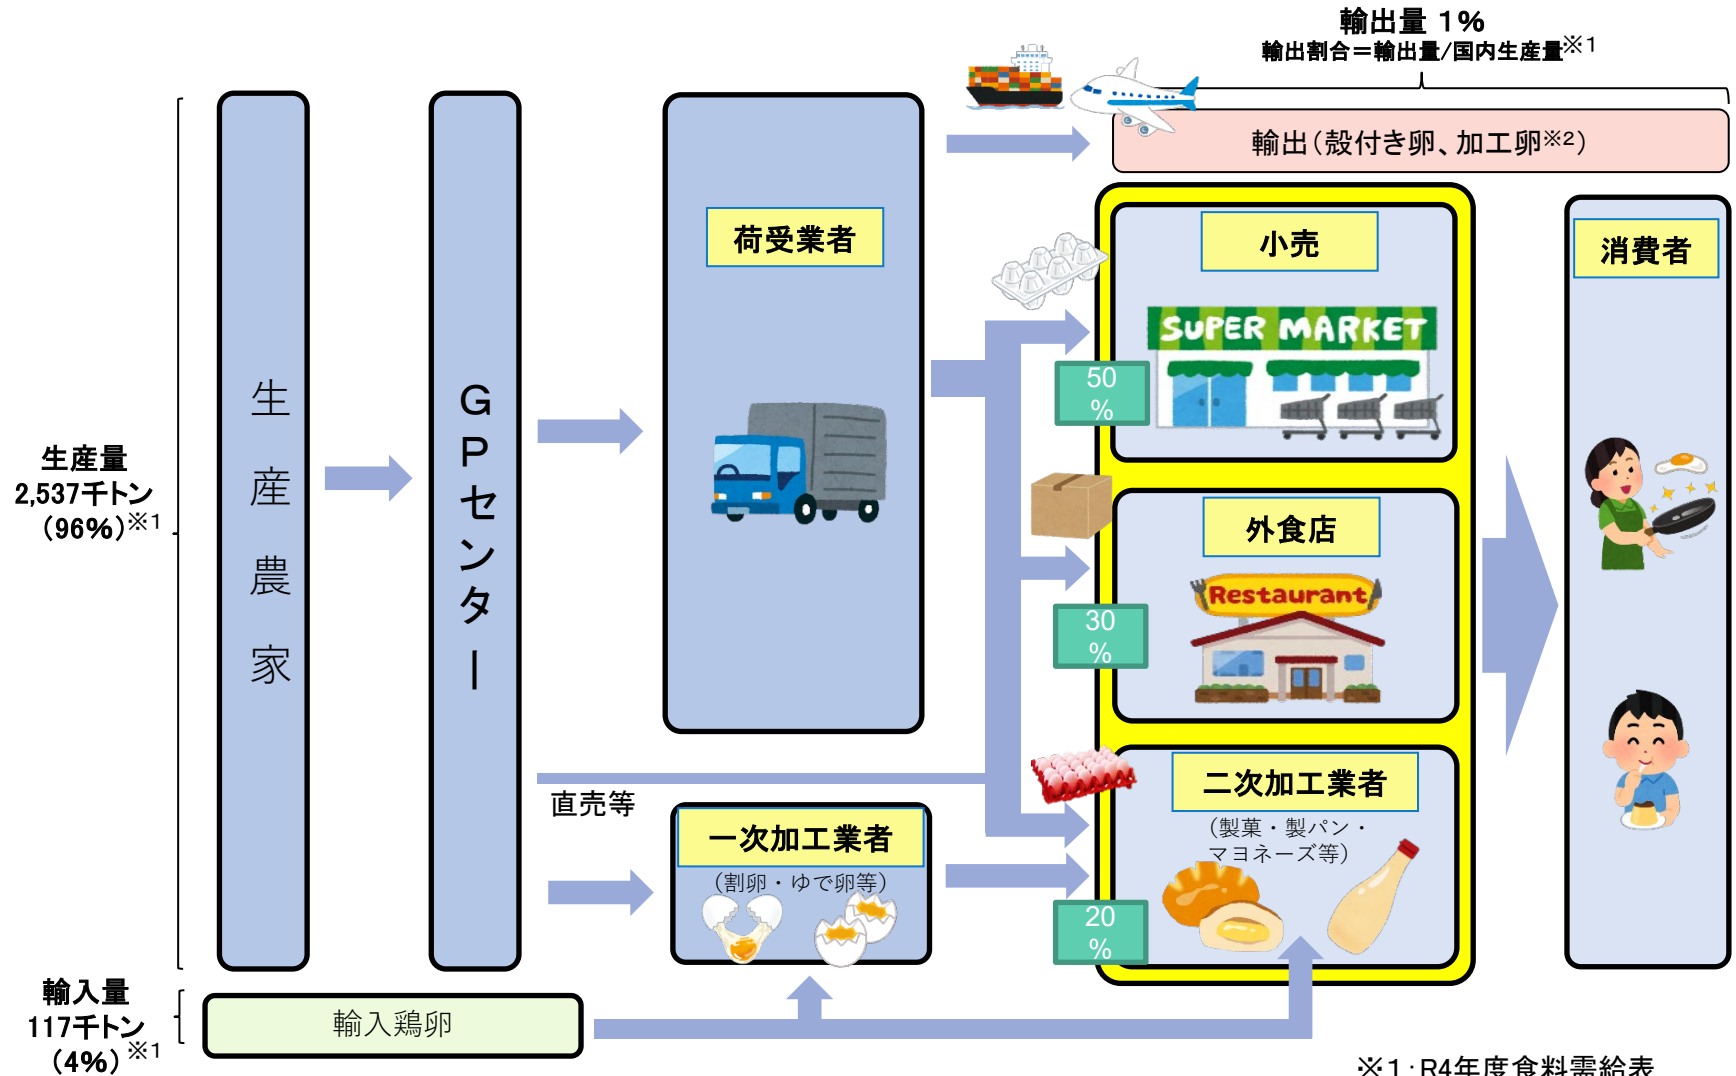 輸出量 1%
輸出割合=輸出量/国内生産量※1
輸出(殻付き卵、加工卵※2)
生産量
2,537千トン
(96%)※1
生産農家
GPセンター
荷受業者
小売
SUPER MARKET
50
%
外食店
Restaurant
30
%
二次加工業者
(製菓・製パン・
マヨネーズ等)
20
%
消費者
直売等
一次加工業者
(割卵・ゆで卵等)
輸入量
117千トン
(4%)※1
輸入鶏卵
※1:R4年度食料需給表